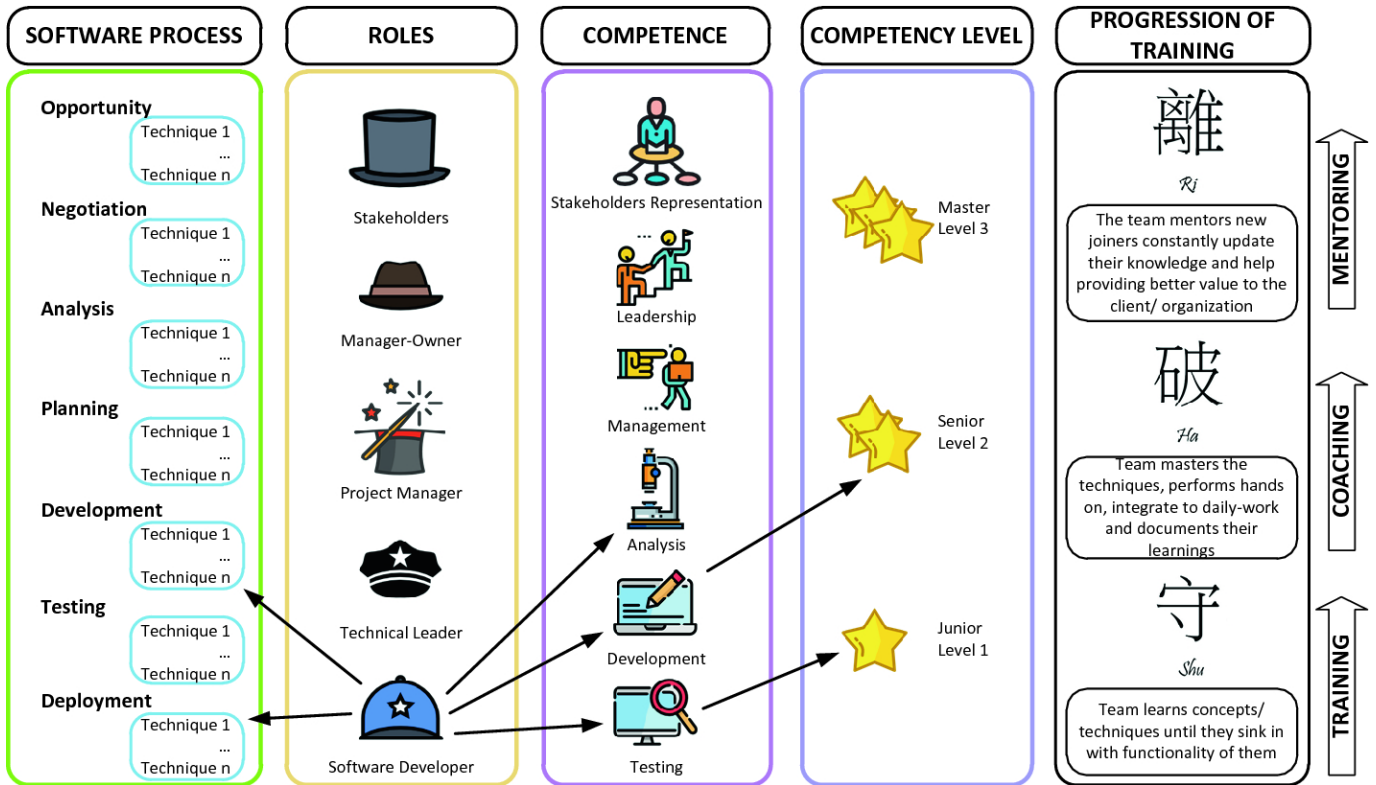 SOFTWARE PROCESS
Opportunity
Technique 1
...
Technique n
Negotiation
Technique 1
...
Technique n
Analysis
Technique 1
...
Technique n
Planning
Technique 1
...
Technique n
Development
Technique 1
...
Technique n
Testing
Technique 1
...
Technique n
Deployment
Technique 1
...
Technique n
ROLES
Stakeholders
Manager-Owner
Project Manager
Technical Leader
Software Developer
COMPETENCE
Stakeholders Representation
...
...
Leadership
...
...
Management
Analysis
Development
Testing
COMPETENCY LEVEL
Master
Level 3
Senior
Level 2
Junior
Level 1
PROGRESSION OF
TRAINING
離
Ri
The team mentors new
joiners constantly update
their knowledge and help
providing better value to the
client/ organization
破
Ha
Team masters the
techniques, performs hands
on, integrate to daily-work
and documents their
learnings
守
Shu
Team learns concepts/
techniques until they sink in
with functionality of them
MENTORING
COACHING
TRAINING